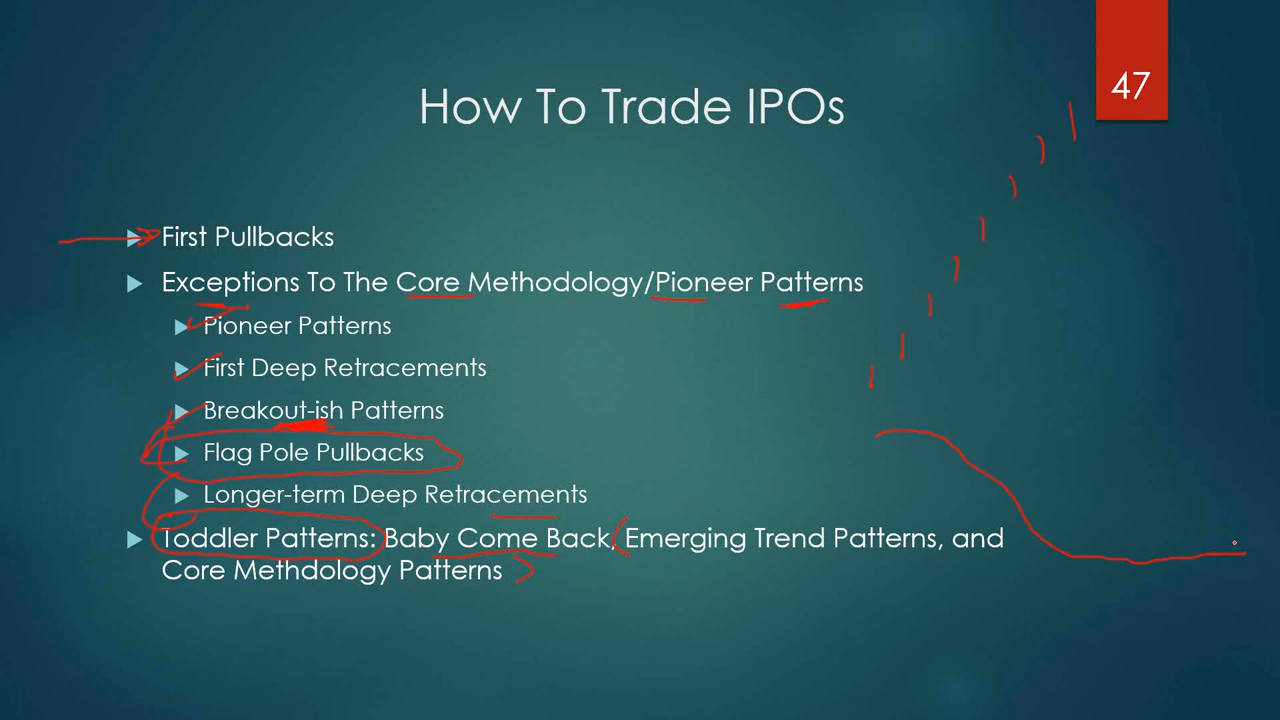 47
How To Trade IPOs
First Pullbacks
Exceptions To The Core Methodology/Pioneer Patterns
Pioneer Patterns
First Deep Retracements
Breakout-ish Patterns
Flag Pole Pullbacks
Longer-term Deep Retracements
Toddler Patterns: Baby Come Back, Emerging Trend Patterns, and
Core Methdology Patterns